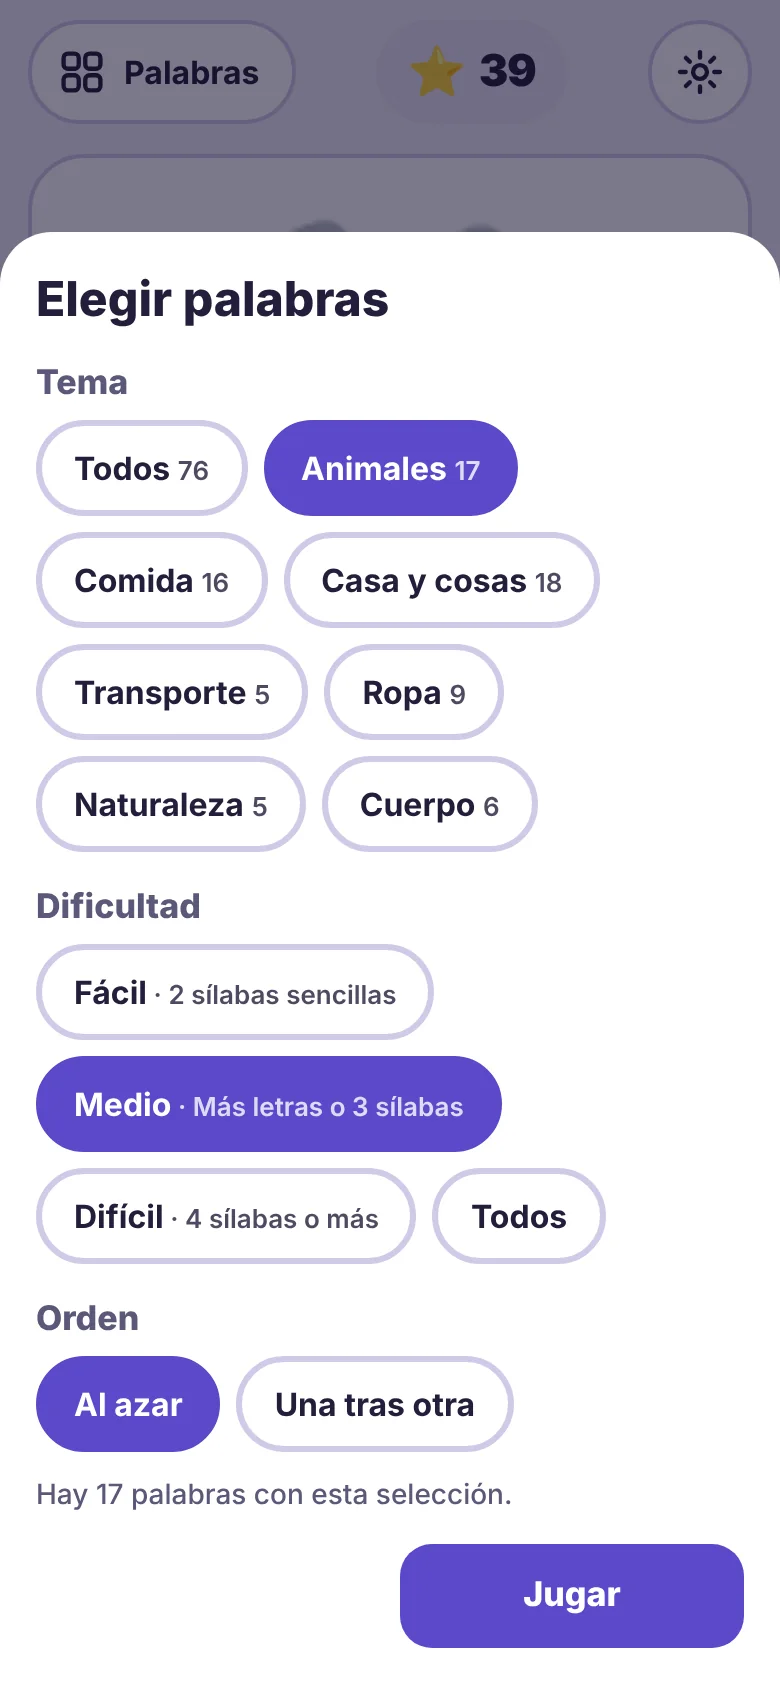 Palabras
⭐ 39
Elegir palabras
Tema
Todos 76
Animales 17
Comida 16
Casa y cosas 18
Transporte 5
Ropa 9
Naturaleza 5
Cuerpo 6
Dificultad
Fácil · 2 sílabas sencillas
Medio · Más letras o 3 sílabas
Difícil · 4 sílabas o más
Todos
Orden
Al azar
Una tras otra
Hay 17 palabras con esta selección.
Jugar